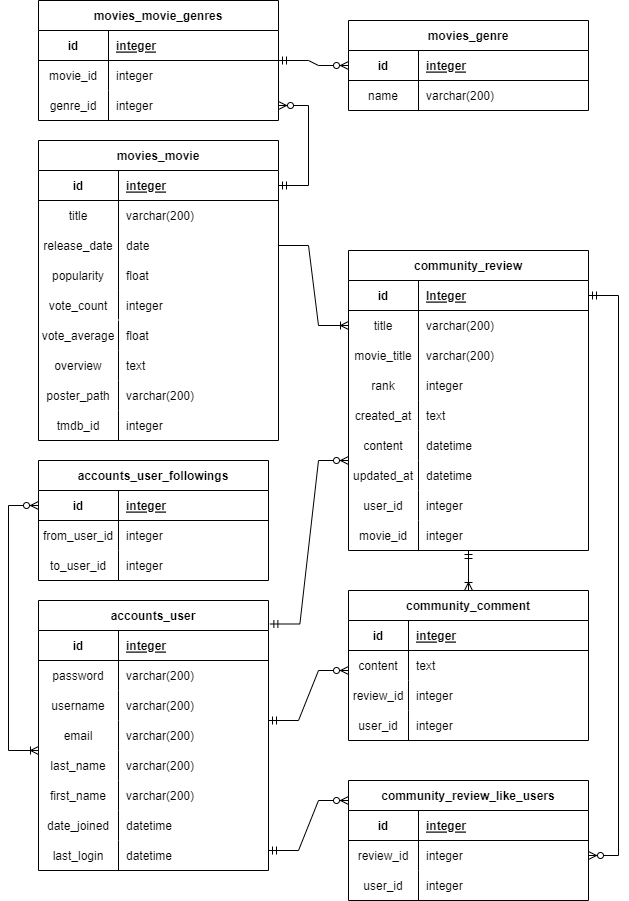 movies_movie_genres
id integer
movie_id integer
genre_id integer
movies_genre
id integer
name varchar(200)
movies_movie
id integer
title varchar(200)
release_date date
popularity float
vote_count integer
vote_average float
overview text
poster_path varchar(200)
tmdb_id integer
community_review
id Integer
title varchar(200)
movie_title varchar(200)
rank integer
created_at text
content datetime
updated_at datetime
user_id integer
movie_id integer
accounts_user_followings
id integer
from_user_id integer
to_user_id integer
accounts_user
id integer
password varchar(200)
username varchar(200)
email varchar(200)
last_name varchar(200)
first_name varchar(200)
date_joined datetime
last_login datetime
community_comment
id integer
content text
review_id integer
user_id integer
community_review_like_users
id integer
review_id integer
user_id integer